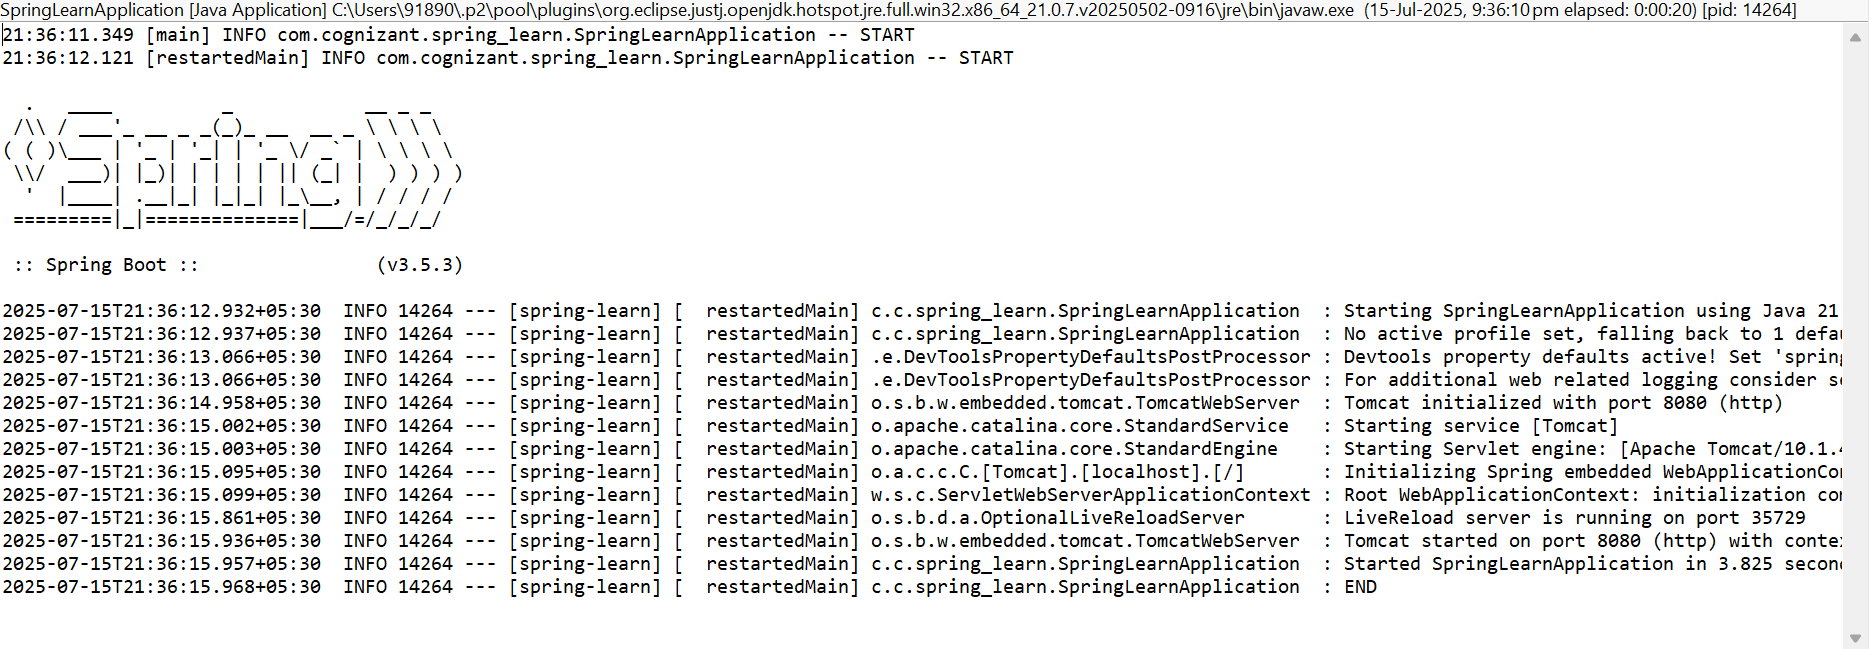 SpringLearnApplication [Java Application] C:\Users\91890\.p2\pool\plugins\org.eclipse.justj.openjdk.hotspot.jre.full.win32.x86_64_21.0.7.v20250502-0916\jre\bin\javaw.exe (15-Jul-2025, 9:36:10 pm elapsed: 0:00:20) [pid: 14264]
21:36:11.349 [main] INFO com.cognizant.spring_learn.SpringLearnApplication -- START
21:36:12.121 [restartedMain] INFO com.cognizant.spring_learn.SpringLearnApplication -- START

  .   ____          _            __ _ _
 /\\ / ___'_ __ _ _(_)_ __  __ _ \ \ \ \
( ( )\___ | '_ | '_| | '_ \/ _` | \ \ \ \
 \\/  ___)| |_)| | | | | || (_| |  ) ) ) )
  '  |____| .__|_| |_|_| |_\__, | / / / /
 =========|_|==============|___/=/_/_/_/

 :: Spring Boot ::                (v3.5.3)

2025-07-15T21:36:12.932+05:30  INFO 14264 --- [spring-learn] [  restartedMain] c.c.spring_learn.SpringLearnApplication  : Starting SpringLearnApplication using Java 21
2025-07-15T21:36:12.937+05:30  INFO 14264 --- [spring-learn] [  restartedMain] c.c.spring_learn.SpringLearnApplication  : No active profile set, falling back to 1 defau
2025-07-15T21:36:13.066+05:30  INFO 14264 --- [spring-learn] [  restartedMain] .e.DevToolsPropertyDefaultsPostProcessor : Devtools property defaults active! Set 'spring
2025-07-15T21:36:13.066+05:30  INFO 14264 --- [spring-learn] [  restartedMain] .e.DevToolsPropertyDefaultsPostProcessor : For additional web related logging consider se
2025-07-15T21:36:14.958+05:30  INFO 14264 --- [spring-learn] [  restartedMain] o.s.b.w.embedded.tomcat.TomcatWebServer  : Tomcat initialized with port 8080 (http)
2025-07-15T21:36:15.002+05:30  INFO 14264 --- [spring-learn] [  restartedMain] o.apache.catalina.core.StandardService   : Starting service [Tomcat]
2025-07-15T21:36:15.003+05:30  INFO 14264 --- [spring-learn] [  restartedMain] o.apache.catalina.core.StandardEngine    : Starting Servlet engine: [Apache Tomcat/10.1.4
2025-07-15T21:36:15.095+05:30  INFO 14264 --- [spring-learn] [  restartedMain] o.a.c.c.C.[Tomcat].[localhost].[/]       : Initializing Spring embedded WebApplicationCon
2025-07-15T21:36:15.099+05:30  INFO 14264 --- [spring-learn] [  restartedMain] w.s.c.ServletWebServerApplicationContext : Root WebApplicationContext: initialization com
2025-07-15T21:36:15.861+05:30  INFO 14264 --- [spring-learn] [  restartedMain] o.s.b.d.a.OptionalLiveReloadServer       : LiveReload server is running on port 35729
2025-07-15T21:36:15.936+05:30  INFO 14264 --- [spring-learn] [  restartedMain] o.s.b.w.embedded.tomcat.TomcatWebServer  : Tomcat started on port 8080 (http) with contex
2025-07-15T21:36:15.957+05:30  INFO 14264 --- [spring-learn] [  restartedMain] c.c.spring_learn.SpringLearnApplication  : Started SpringLearnApplication in 3.825 second
2025-07-15T21:36:15.968+05:30  INFO 14264 --- [spring-learn] [  restartedMain] c.c.spring_learn.SpringLearnApplication  : END